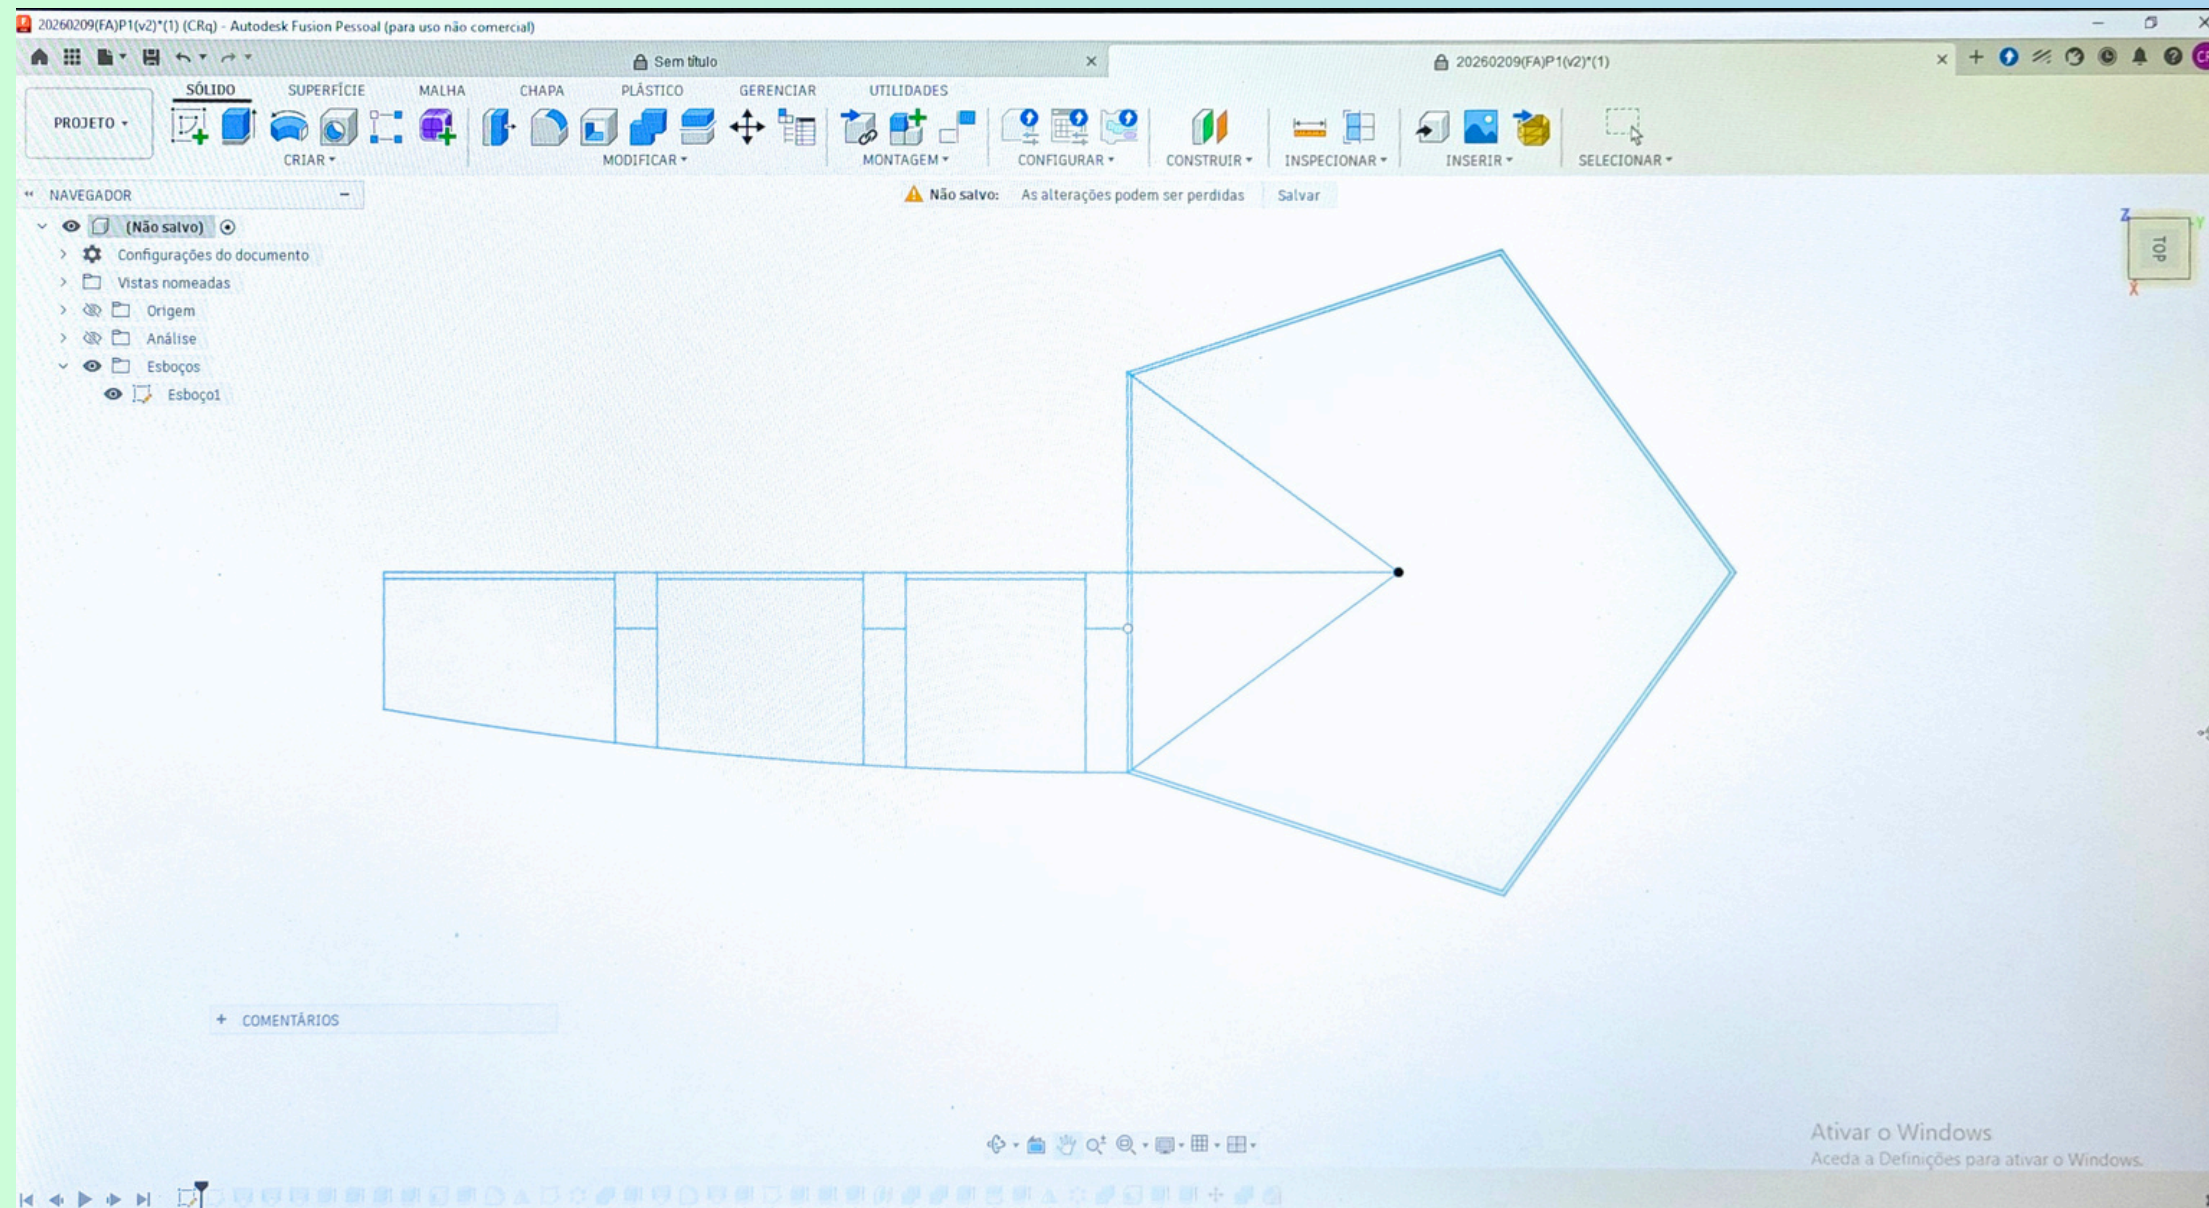 20260209(FA)P1(v2)*(1) (CRq) - Autodesk Fusion Pessoal (para uso não comercial)
Sem título
20260209(FA)P1(v2)*(1)
SÓLIDO SUPERFÍCIE MALHA CHAPA PLÁSTICO GERENCIAR UTILIDADES
PROJETO
CRIAR MODIFICAR MONTAGEM CONFIGURAR CONSTRUIR INSPECIONAR INSERIR SELECIONAR
NAVEGADOR
Não salvo: As alterações podem ser perdidas Salvar
(Não salvo)
Configurações do documento
Vistas nomeadas
Origem
Análise
Esboços
Esboço1
Z
Y
TOP
X
COMENTÁRIOS
Ativar o Windows
Aceda a Definições para ativar o Windows.